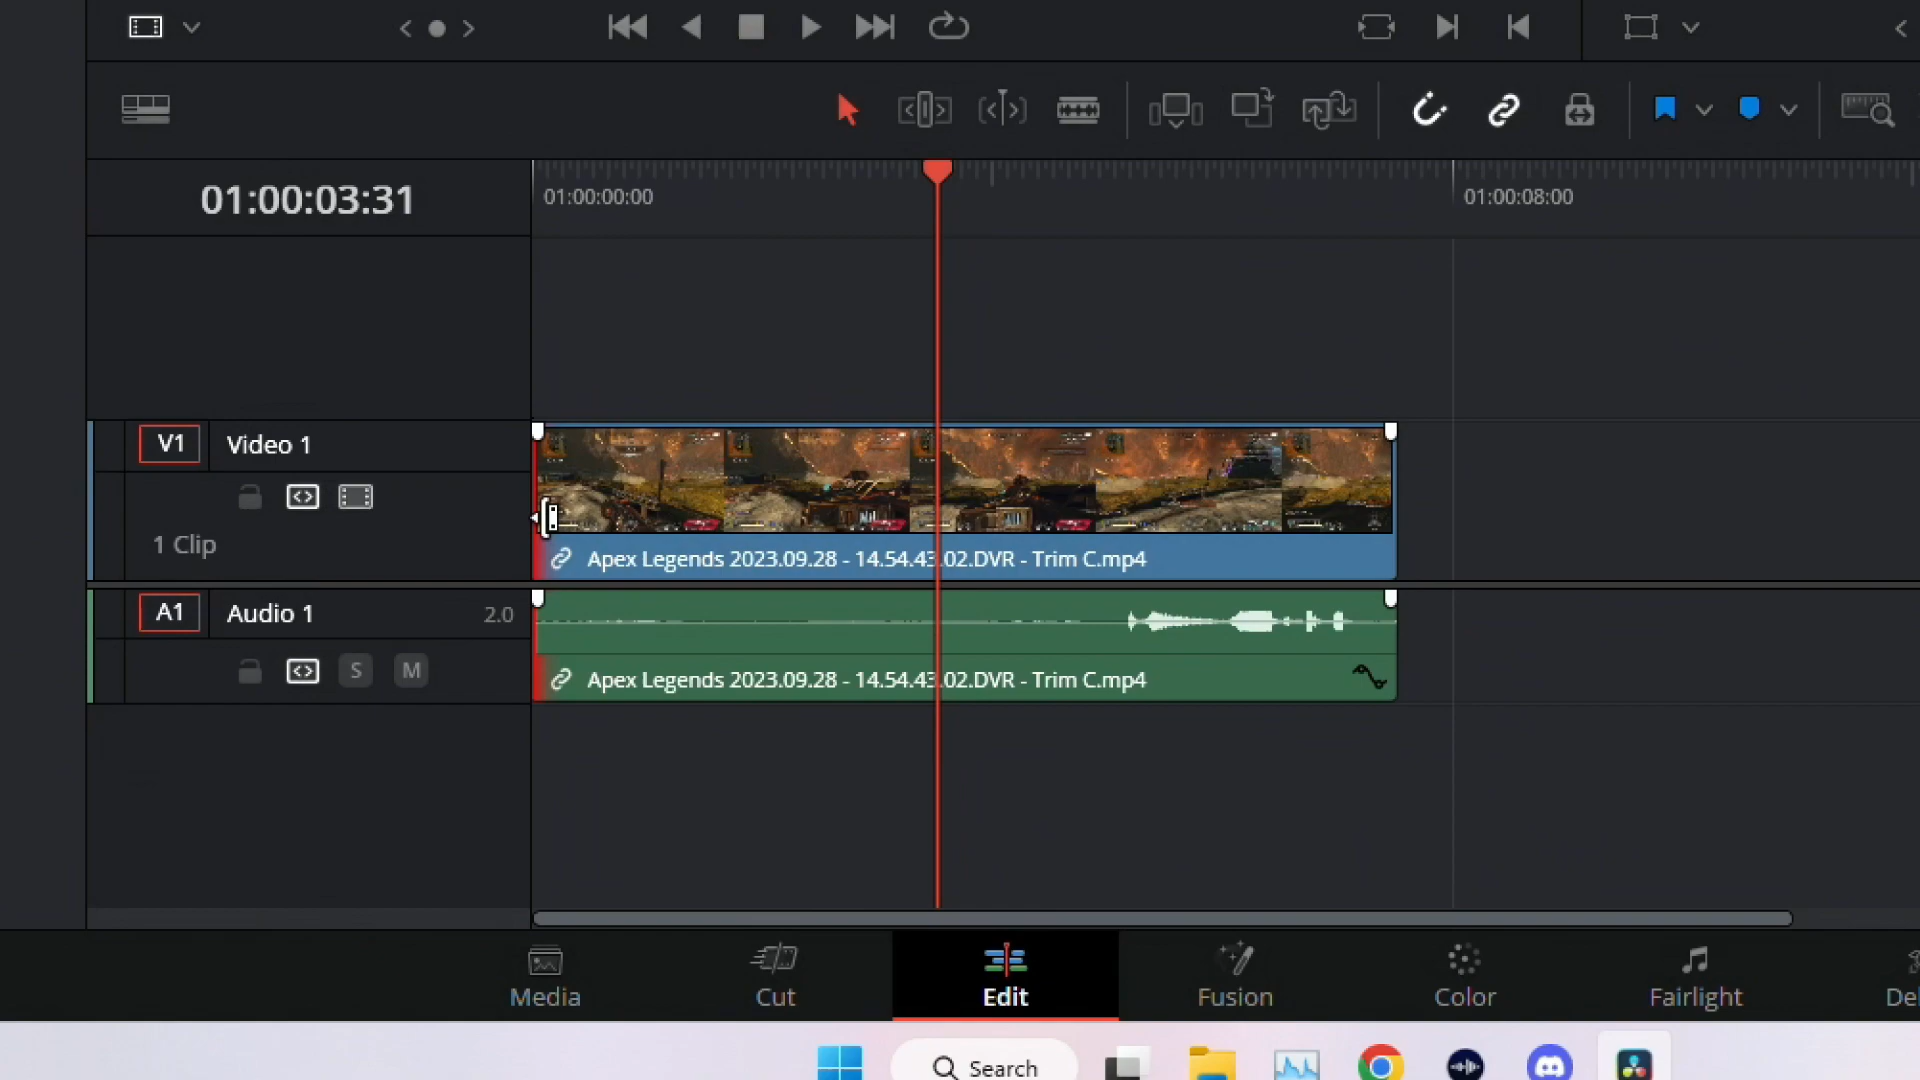 01:00:03:31
01:00:00:00
01:00:08:00
V1
Video 1
1 Clip
Apex Legends 2023.09.28 - 14.54.43.02.DVR - Trim C.mp4
A1
Audio 1
2.0
S
M
Apex Legends 2023.09.28 - 14.54.43.02.DVR - Trim C.mp4
Media
Cut
Edit
Fusion
Color
Fairlight
Del
Search